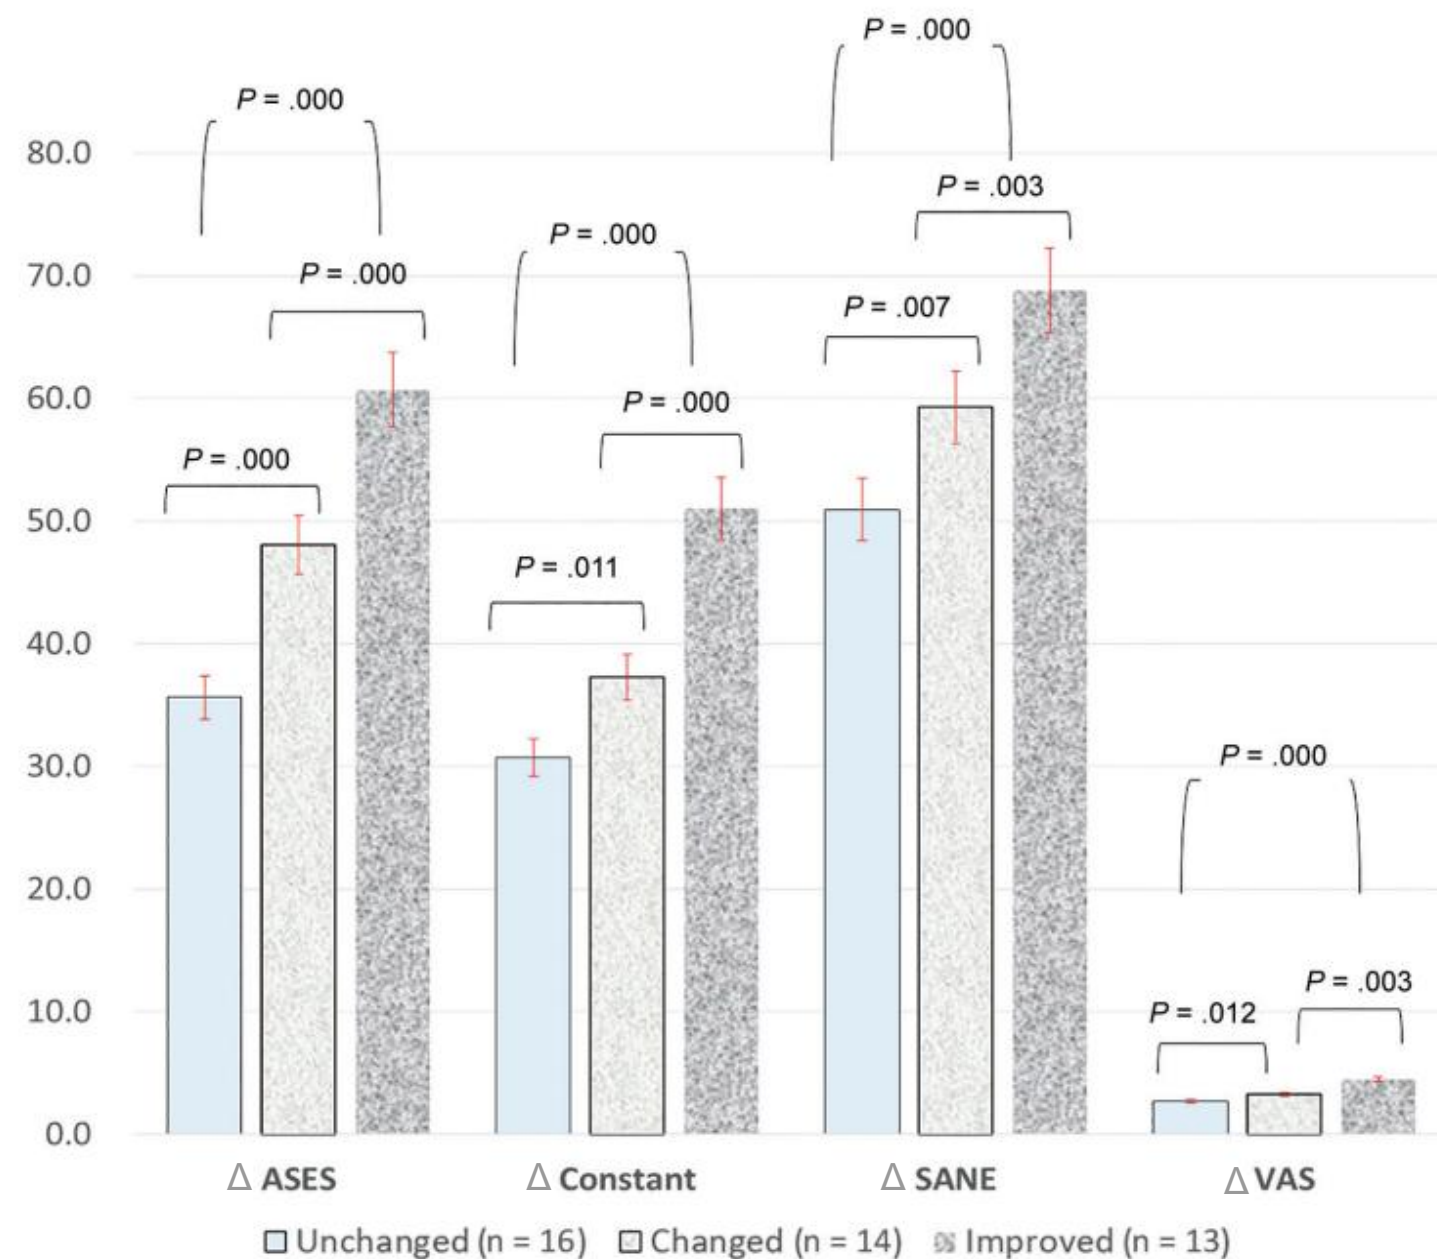 P = .000
P = .000
80.0
P = .003
P = .000
70.0
P = .000
P = .007
60.0
P = .000
P = .000
50.0
P = .011
40.0
30.0
P = .000
20.0
P = .003
10.0
P = .012
0.0
Δ ASES Δ Constant Δ SANE Δ VAS
Unchanged (n = 16) Changed (n = 14) Improved (n = 13)